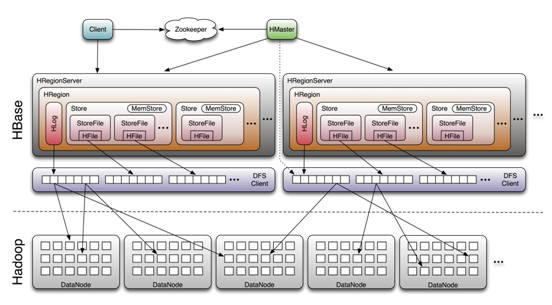 Client
Zookeeper
HMaster
HBase
HRegionServer
HRegion
HLog
Store
MemStore
StoreFile
HFile
StoreFile
HFile
...
Store
StoreFile
HFile
...
...
HRegionServer
HRegion
HLog
Store
MemStore
StoreFile
HFile
StoreFile
HFile
...
Store
MemStore
StoreFile
HFile
...
...
...
... DFS
Client
... DFS
Client
Hadoop
DataNode
DataNode
DataNode
DataNode
DataNode
...